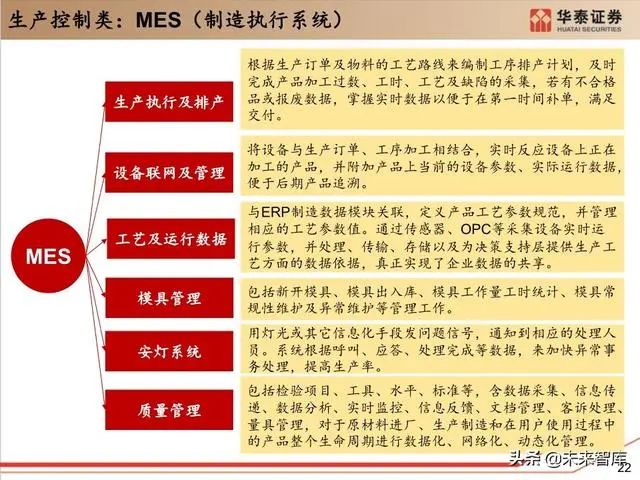 生产控制类：MES（制造执行系统）
华泰证券
HUATAI SECURITIES
MES
生产执行及排产
根据生产订单及物料的工艺路线来编制工序排产计划，及时
完成产品加工过数、工时、工艺及缺陷的采集，若有不合格
品或报废数据，掌握实时数据以便于在第一时间补单，满足
交付。
设备联网及管理
将设备与生产订单、工序加工相结合，实时反应设备上正在
加工的产品，并附加产品上当前的设备参数、实际运行数据，
便于后期产品追溯。
工艺及运行数据
与ERP制造数据模块关联，定义产品工艺参数规范，并管理
相应的工艺参数值。通过传感器、OPC等采集设备实时运
行参数，并处理、传输、存储以及为决策支持层提供生产工
艺方面的数据依据，真正实现了企业数据的共享。
模具管理
包括新开模具、模具出入库、模具工作量工时统计、模具常
规性维护及异常维护等管理工作。
安灯系统
用灯光或其它信息化手段发问题信号，通知到相应的处理人
员。系统根据呼叫、应答、处理完成等数据，来加快异常事
务处理，提高生产率。
质量管理
包括检验项目、工具、水平、标准等，含数据采集、信息传
递、数据分析、实时监控、信息反馈、文档管理、客诉处理、
量具管理，对于原材料进厂、生产制造和在用户使用过程中
的产品整个生命周期进行数据化、网络化、动态化管理。
头条@未来智库
22